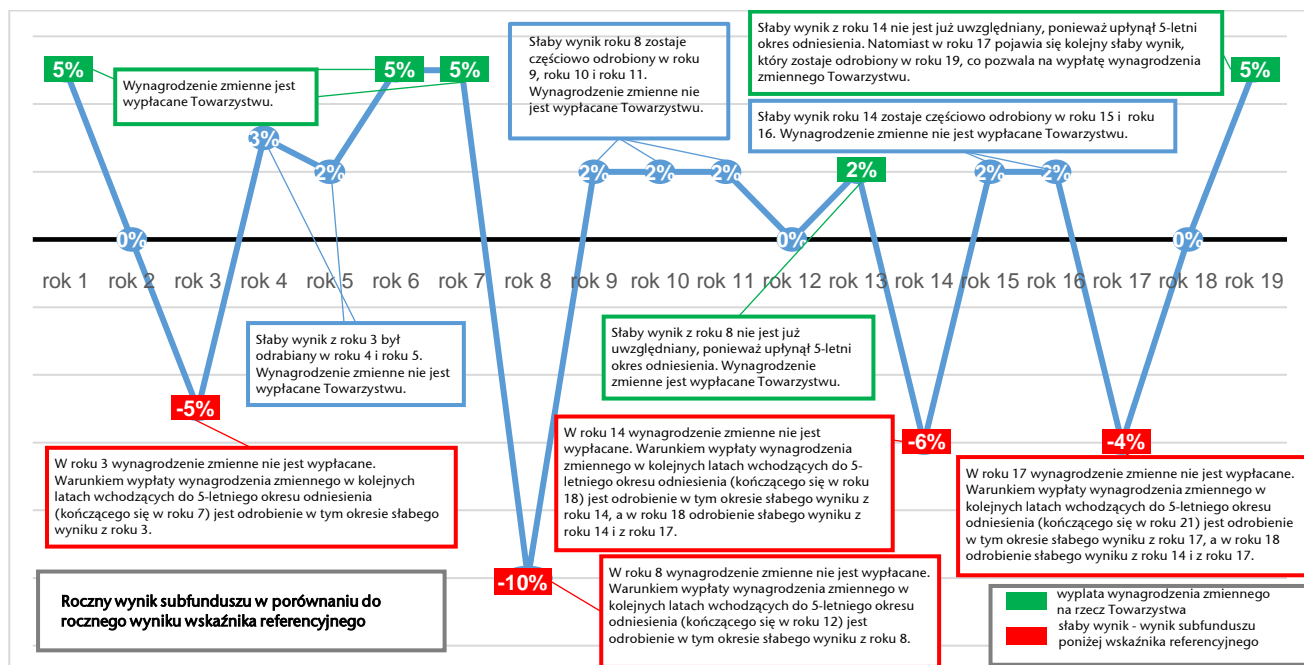 Słaby wynik z roku 14 nie jest już uwzględniany, ponieważ upłynął 5-letni
okres odniesienia. Natomiast w roku 17 pojawia się kolejny słaby wynik,
który zostaje odrobiony w roku 19, co pozwala na wypłatę wynagrodzenia
zmiennego Towarzystwu.
Słaby wynik roku 8 zostaje
częściowo odrobiony w roku
9, roku 10 i roku 11.
Wynagrodzenie zmienne nie
jest wypłacane Towarzystwu.
Wynagrodzenie zmienne jest
wypłacane Towarzystwu.
Słaby wynik roku 14 zostaje częściowo odrobiony w roku 15 i roku
16. Wynagrodzenie zmienne nie jest wypłacane Towarzystwu.
5% 0% -5% 3% 2% 5% 5% -10% 2% 2% 2% 0% 2% -6% 2% 2% -4% 0% 5%
rok 1 rok 2 rok 3 rok 4 rok 5 rok 6 rok 7 rok 8 rok 9 rok 10 rok 11 rok 12 rok 13 rok 14 rok 15 rok 16 rok 17 rok 18 rok 19
Słaby wynik z roku 3 był
odrabiany w roku 4 i roku 5.
Wynagrodzenie zmienne nie jest
wypłacane Towarzystwu.
Słaby wynik z roku 8 nie jest już
uwzględniany, ponieważ upłynął 5-letni
okres odniesienia. Wynagrodzenie
zmienne jest wypłacane Towarzystwu.
W roku 3 wynagrodzenie zmienne nie jest wypłacane.
Warunkiem wypłaty wynagrodzenia zmiennego w kolejnych
latach wchodzących do 5-letniego okresu odniesienia
(kończącego się w roku 7) jest odrobienie w tym okresie słabego
wyniku z roku 3.
W roku 14 wynagrodzenie zmienne nie jest
wypłacane. Warunkiem wypłaty wynagrodzenia
zmiennego w kolejnych latach wchodzących do 5-
letniego okresu odniesienia (kończącego się w roku
18) jest odrobienie w tym okresie słabego wyniku z
roku 14, a w roku 18 odrobienie słabego wyniku z
roku 14 i z roku 17.
W roku 17 wynagrodzenie zmienne nie jest wypłacane.
Warunkiem wypłaty wynagrodzenia zmiennego w
kolejnych latach wchodzących do 5-letniego okresu
odniesienia (kończącego się w roku 21) jest odrobienie
w tym okresie słabego wyniku z roku 17, a w roku 18
odrobienie słabego wyniku z roku 14 i z roku 17.
W roku 8 wynagrodzenie zmienne nie jest wypłacane.
Warunkiem wypłaty wynagrodzenia zmiennego w
kolejnych latach wchodzących do 5-letniego okresu
odniesienia (kończącego się w roku 12) jest
odrobienie w tym okresie słabego wyniku z roku 8.
Roczny wynik subfunduszu w porównaniu do
rocznego wyniku wskaźnika referencyjnego
wyplata wynagrodzenia zmiennego
na rzecz Towarzystwa
słaby wynik - wynik subfunduszu
poniżej wskaźnika referencyjnego